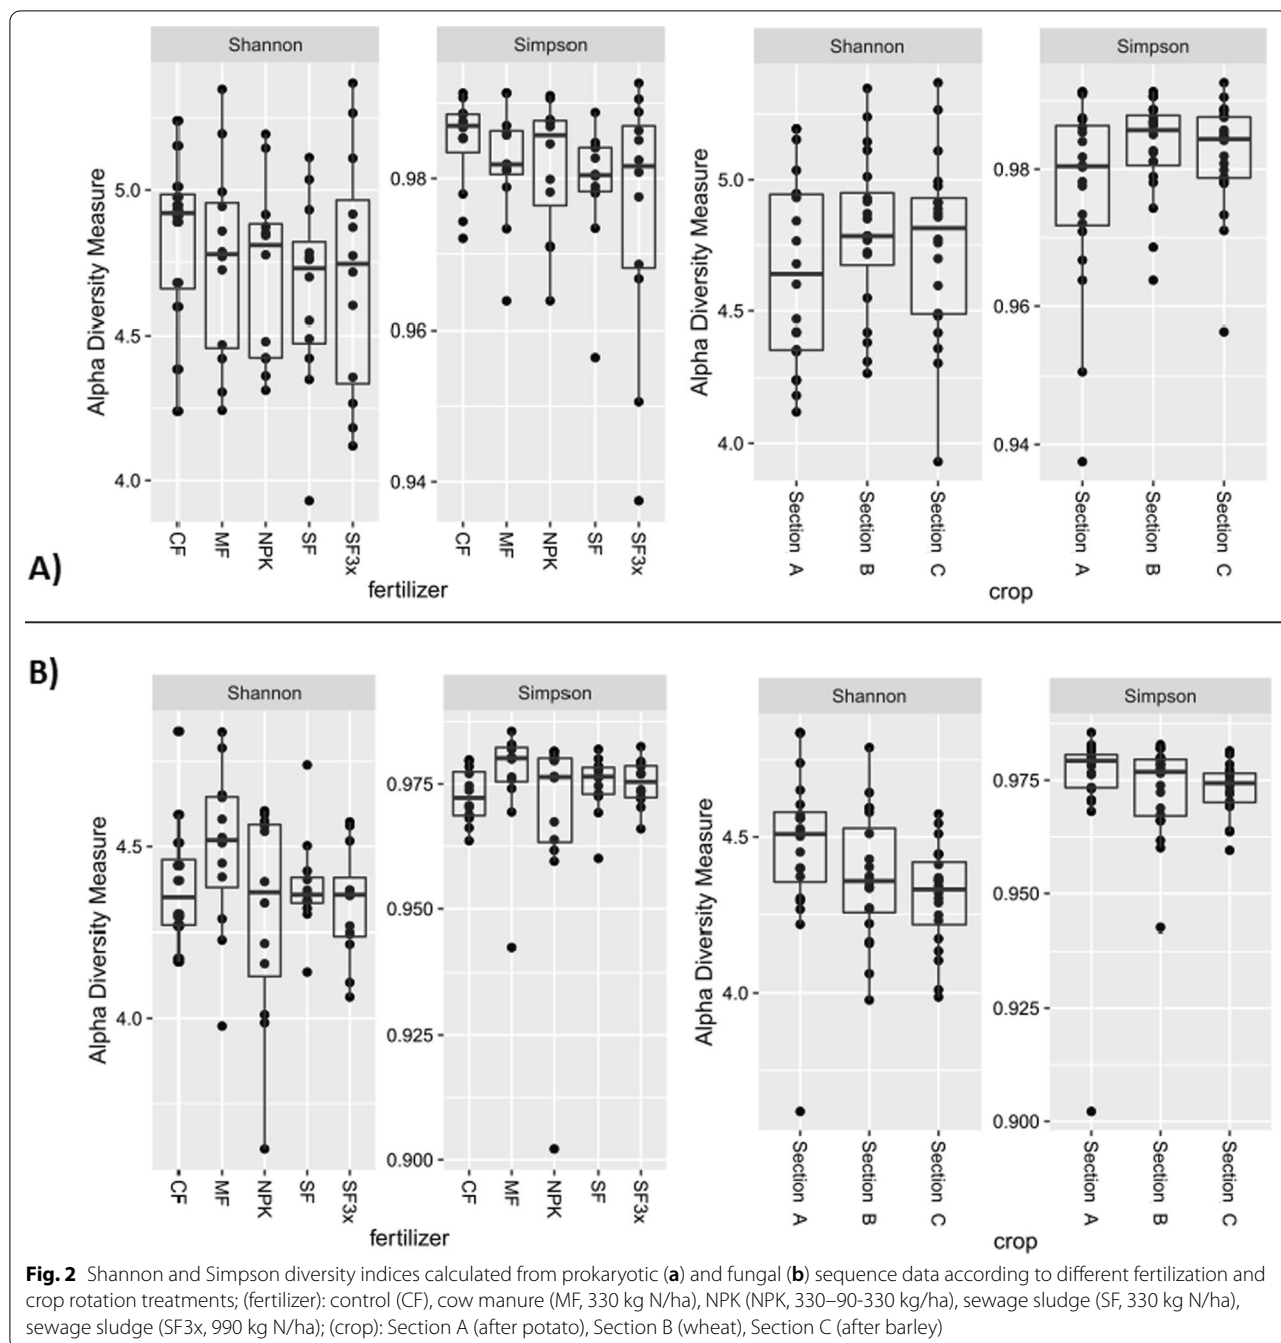 Shannon
Simpson
Shannon
Simpson
Alpha Diversity Measure
5.0
4.5
4.0
0.98
0.96
0.94
Alpha Diversity Measure
5.0
4.5
4.0
0.98
0.96
0.94
CF
MF
NPK
SF
SF3x
CF
MF
NPK
SF
SF3x
Section A
Section B
Section C
Section A
Section B
Section C
A)
fertilizer
crop
B)
Shannon
Simpson
Shannon
Simpson
Alpha Diversity Measure
4.5
4.0
0.975
0.950
0.925
0.900
Alpha Diversity Measure
4.5
4.0
0.975
0.950
0.925
0.900
CF
MF
NPK
SF
SF3x
CF
MF
NPK
SF
SF3x
Section A
Section B
Section C
Section A
Section B
Section C
fertilizer
crop
Fig. 2 Shannon and Simpson diversity indices calculated from prokaryotic (a) and fungal (b) sequence data according to different fertilization and
crop rotation treatments; (fertilizer): control (CF), cow manure (MF, 330 kg N/ha), NPK (NPK, 330–90-330 kg/ha), sewage sludge (SF, 330 kg N/ha),
sewage sludge (SF3x, 990 kg N/ha); (crop): Section A (after potato), Section B (wheat), Section C (after barley)